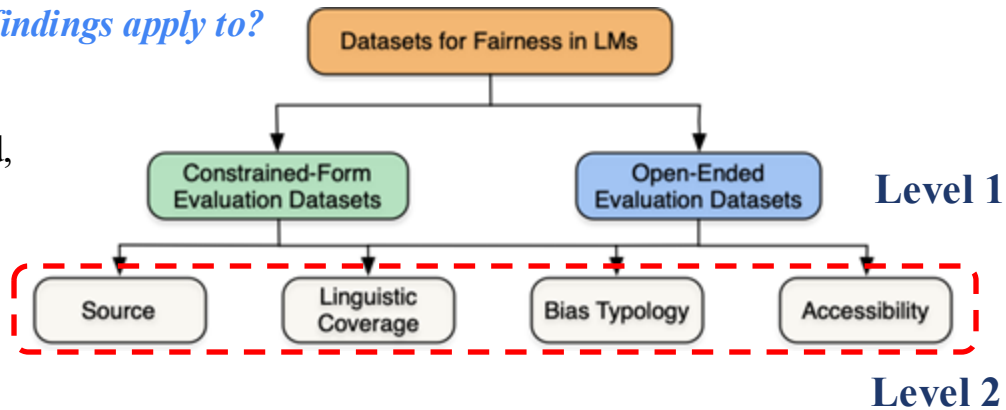 findings apply to?
Datasets for Fairness in LMs
Constrained-Form
Evaluation Datasets
Open-Ended
Evaluation Datasets
Level 1
Source
Linguistic
Coverage
Bias Typology
Accessibility
Level 2